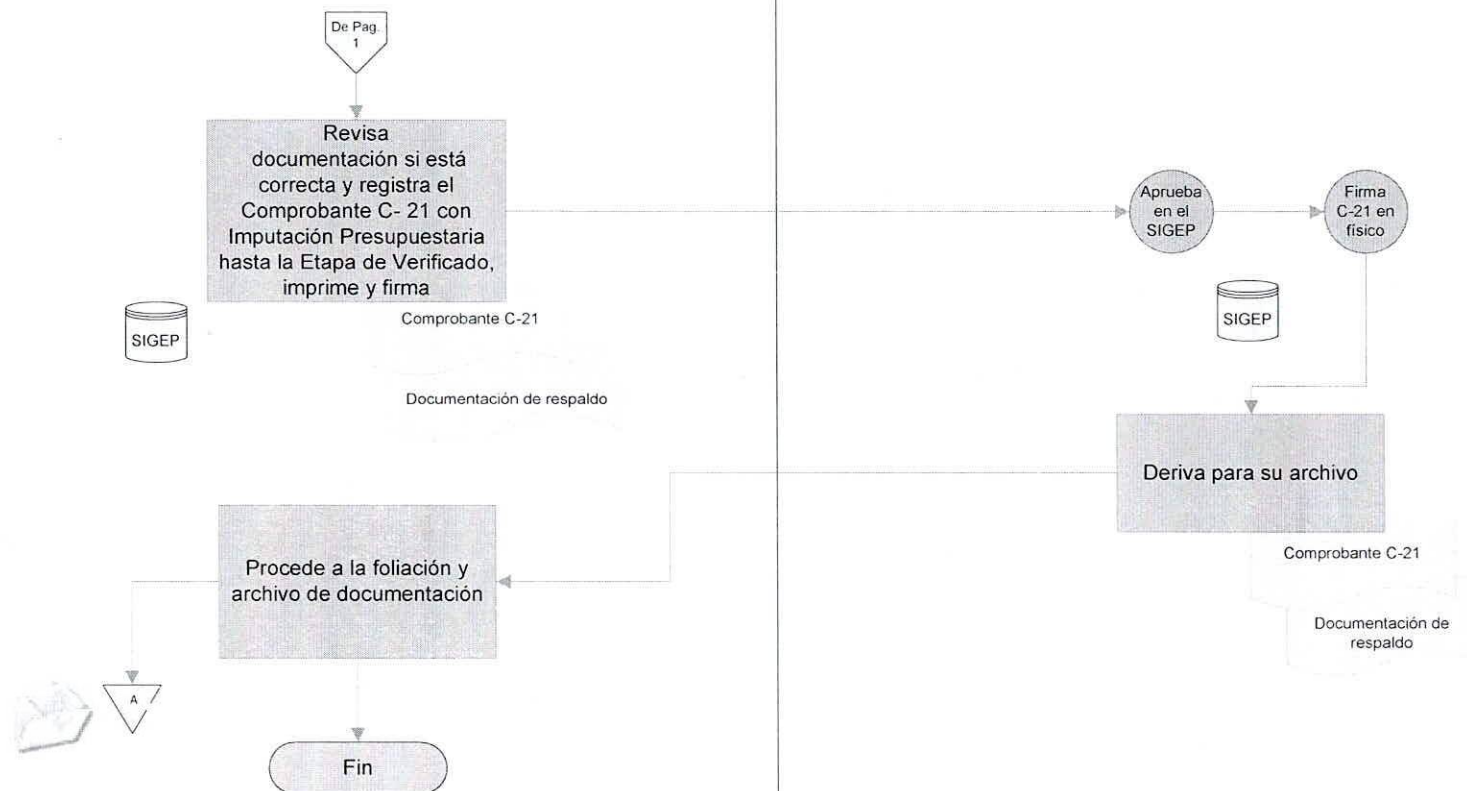 De Pag.
1
Revisa
documentación si está
correcta y registra el
Comprobante C- 21 con
Imputación Presupuestaria
hasta la Etapa de Verificado,
imprime y firma
SIGEP
Comprobante C-21
Documentación de respaldo
Aprueba
en el
SIGEP
Firma
C-21 en
físico
SIGEP
Deriva para su archivo
Comprobante C-21
Documentación de
respaldo
Procede a la foliación y
archivo de documentación
A
Fin